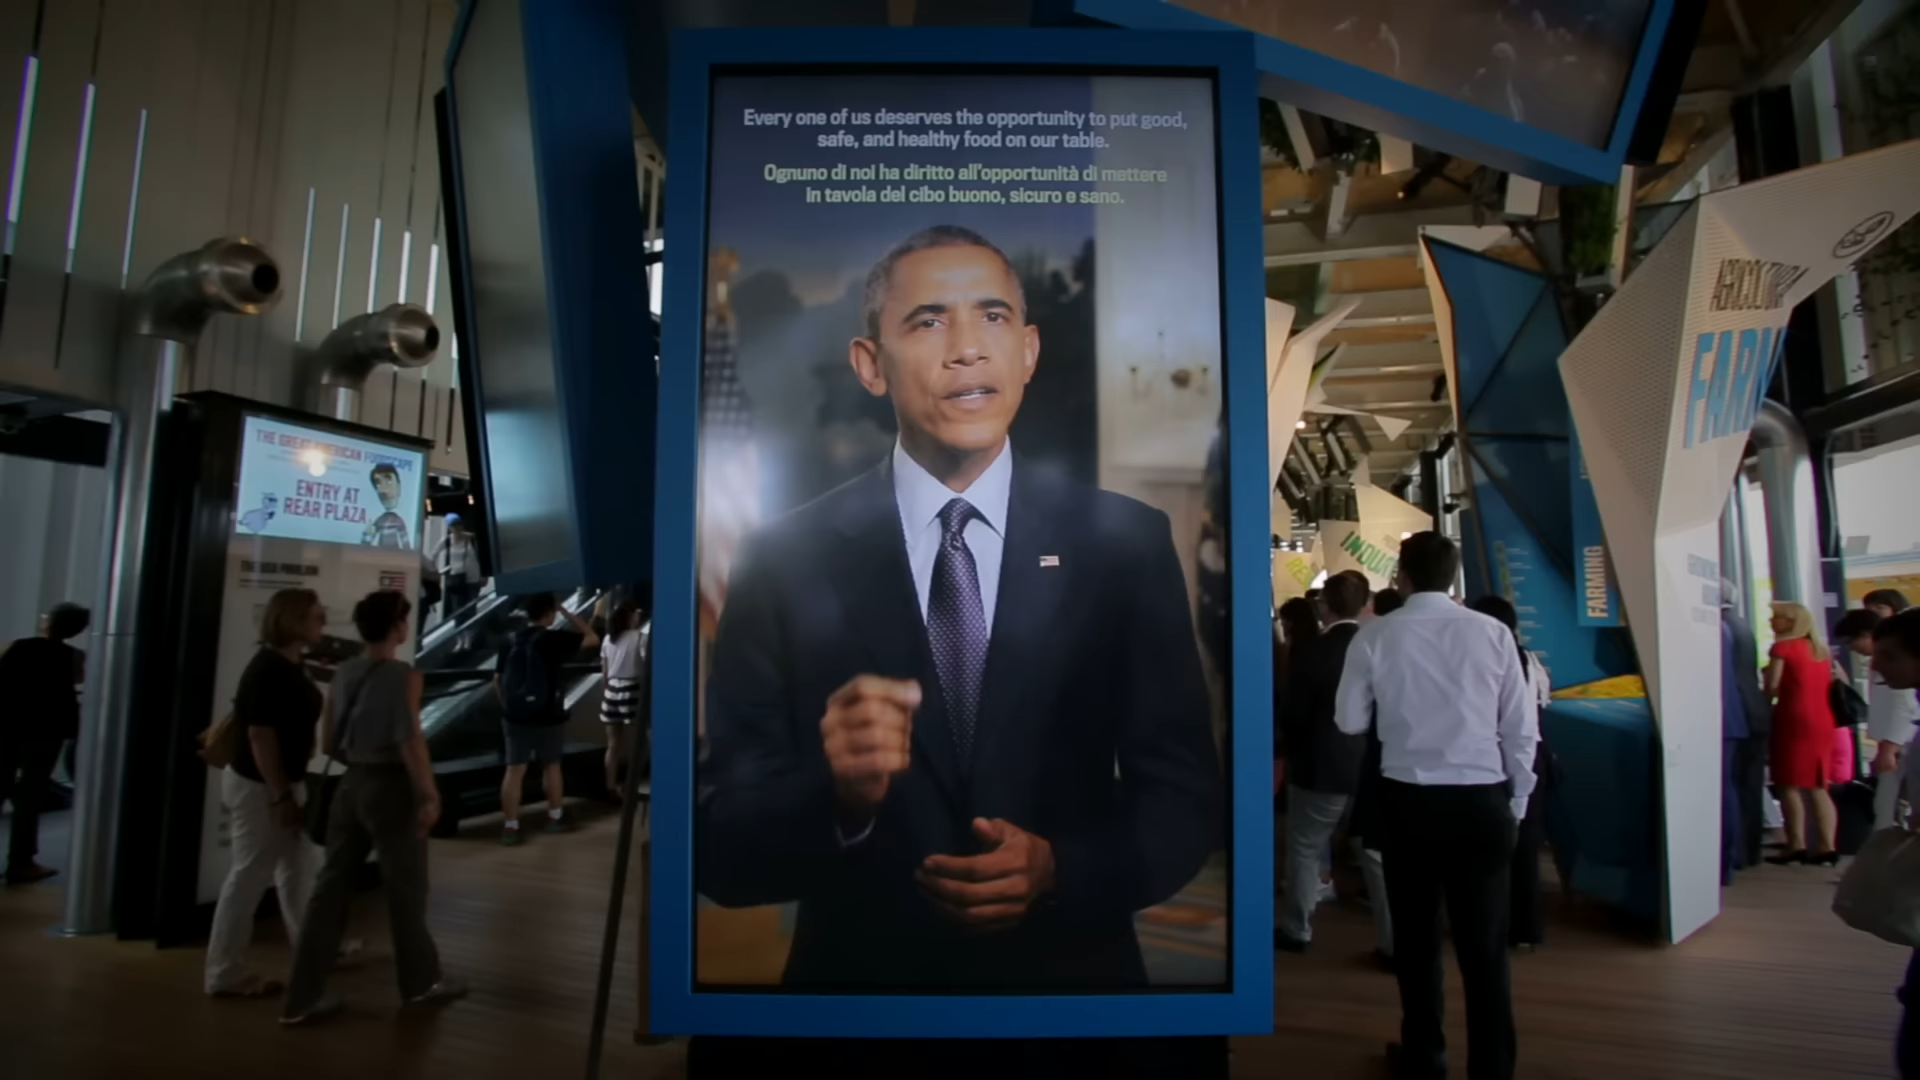 Every one of us deserves the opportunity to put good,
safe, and healthy food on our table.
Ognuno di noi ha diritto all'opportunità di mettere
in tavola del cibo buono, sicuro e sano.
THE GREAT AMERICAN FOODSCAPE
ENTRY AT
REAR PLAZA
FARMING
FARM